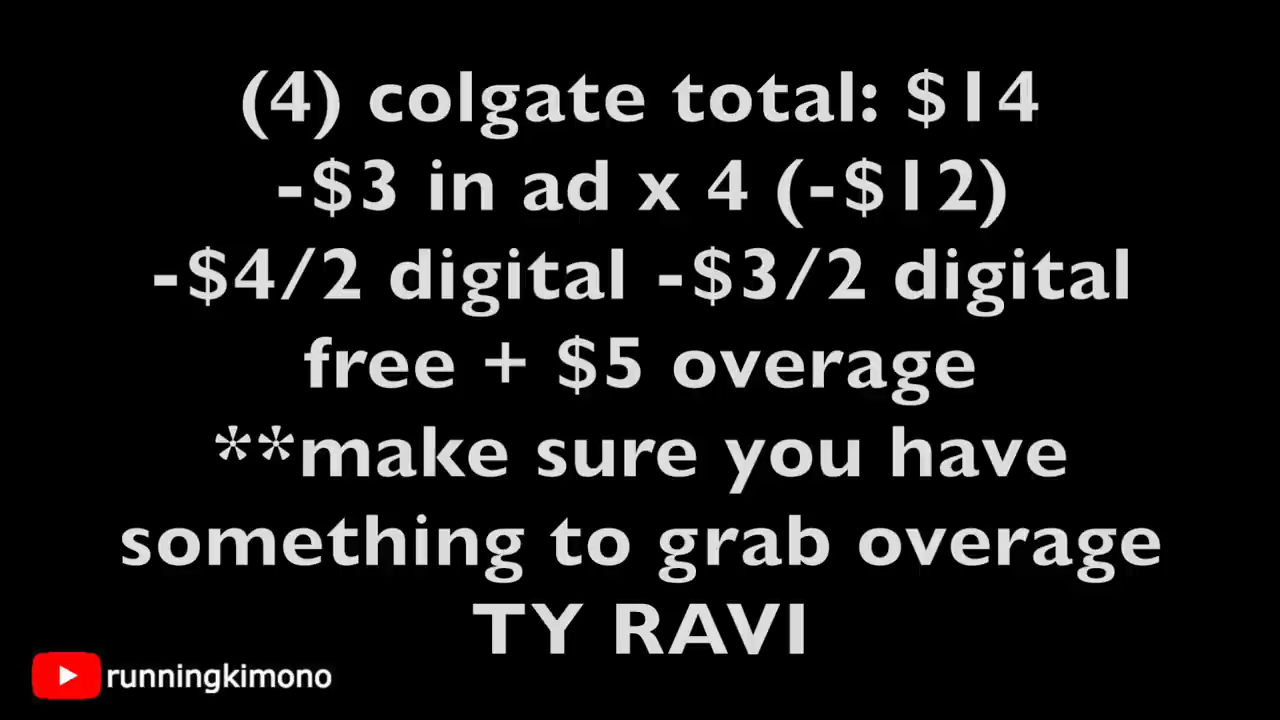 (4) colgate total: $14
-$3 in ad x 4 (-$12)
-$4/2 digital -$3/2 digital
free + $5 overage
**make sure you have
something to grab overage
TY RAVI
runningkimono